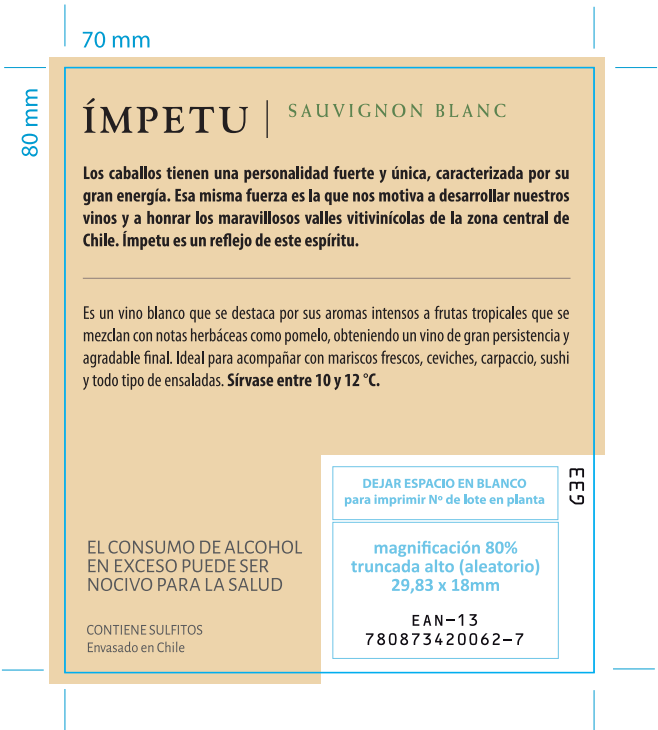 70 mm
80 mm
ÍMPETU | SAUVIGNON BLANC
Los caballos tienen una personalidad fuerte y única, caracterizada por su
gran energía. Esa misma fuerza es la que nos motiva a desarrollar nuestros
vinos y a honrar los maravillosos valles vitivinícolas de la zona central de
Chile. Ímpetu es un reflejo de este espíritu.
Es un vino blanco que se destaca por sus aromas intensos a frutas tropicales que se
mezclan con notas herbáceas como pomelo, obteniendo un vino de gran persistencia y
agradable final. Ideal para acompañar con mariscos frescos, ceviches, carpaccio, sushi
y todo tipo de ensaladas. Sírvase entre 10 y 12 °C.
DEJAR ESPACIO EN BLANCO
para imprimir Nº de lote en planta
EEG
EL CONSUMO DE ALCOHOL
EN EXCESO PUEDE SER
NOCIVO PARA LA SALUD
CONTIENE SULFITOS
Envasado en Chile
magnificación 80%
truncada alto (aleatorio)
29,83 x 18mm
EAN-13
780873420062-7